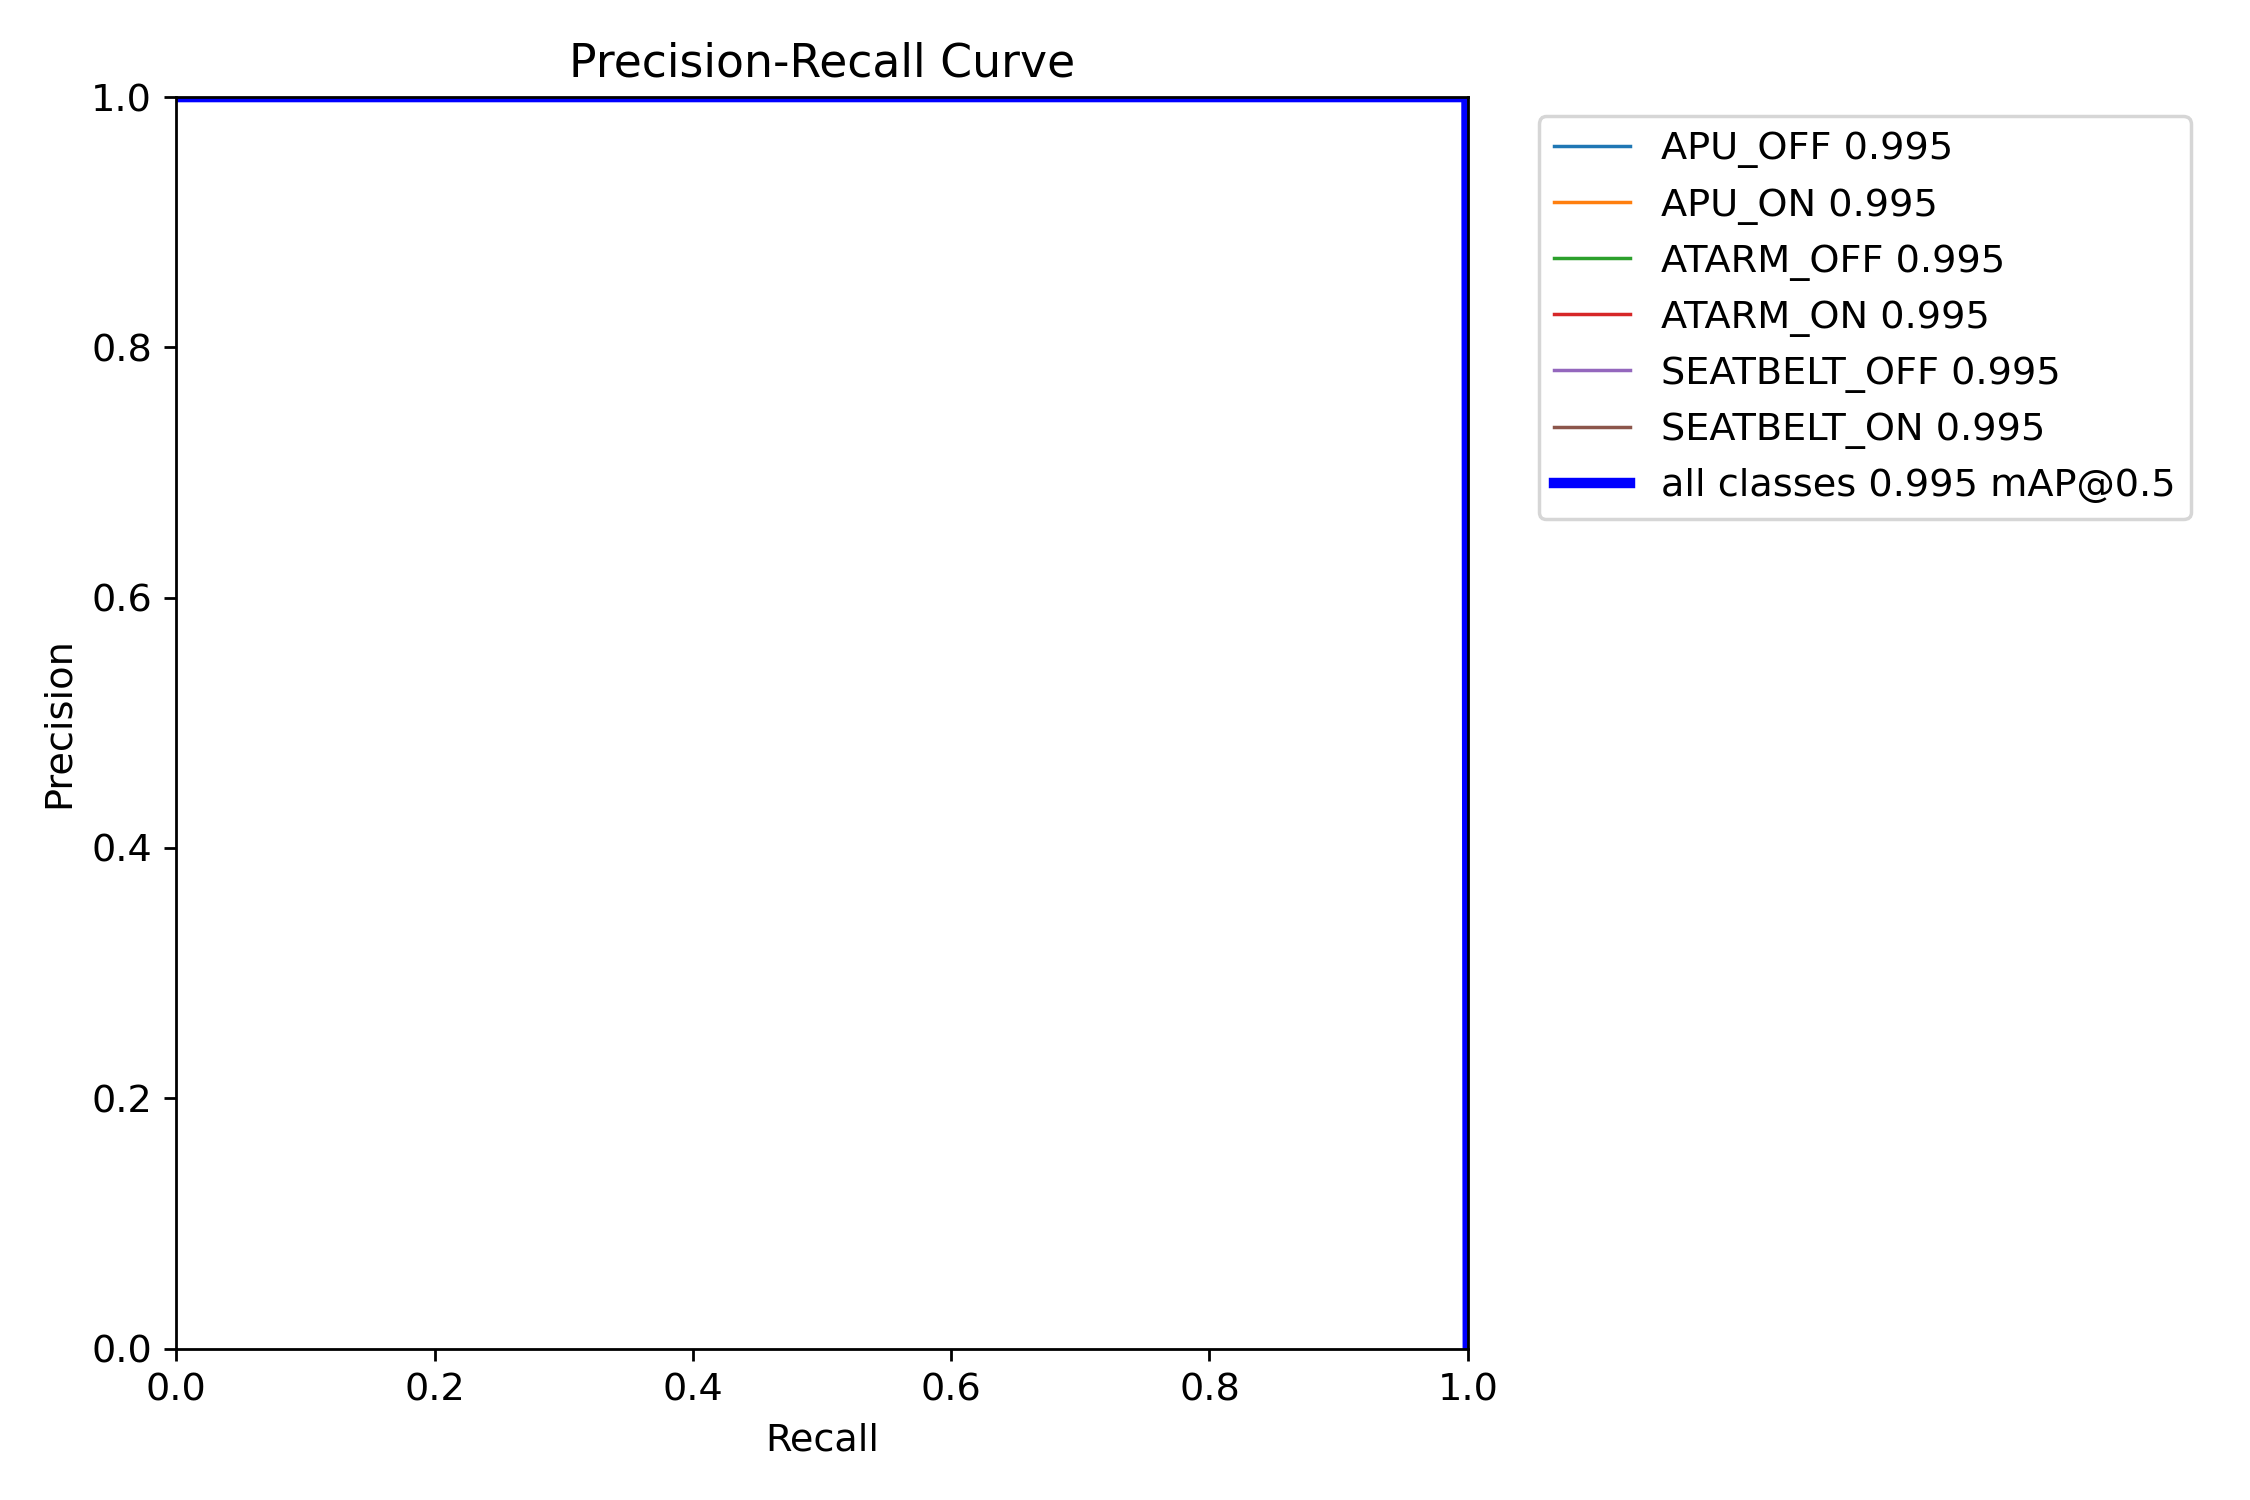 Precision-Recall Curve
1.0
0.8
0.6
0.4
0.2
0.0
Precision
0.0 0.2 0.4 0.6 0.8 1.0
Recall
APU_OFF 0.995
APU_ON 0.995
ATARM_OFF 0.995
ATARM_ON 0.995
SEATBELT_OFF 0.995
SEATBELT_ON 0.995
all classes 0.995 mAP@0.5